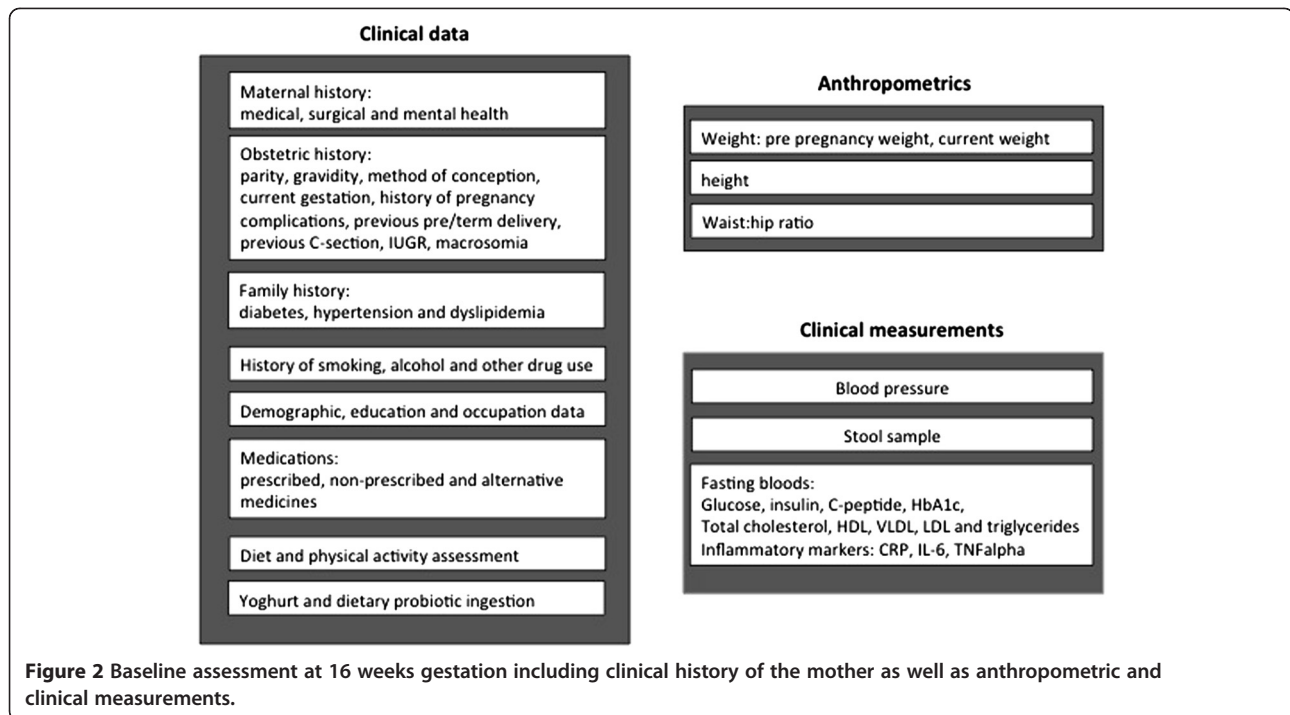 Clinical data
Maternal history:
medical, surgical and mental health
Obstetric history:
parity, gravidity, method of conception,
current gestation, history of pregnancy
complications, previous pre/term delivery,
previous C-section, IUGR, macrosomia
Family history:
diabetes, hypertension and dyslipidemia
History of smoking, alcohol and other drug use
Demographic, education and occupation data
Medications:
prescribed, non-prescribed and alternative
medicines
Diet and physical activity assessment
Yoghurt and dietary probiotic ingestion
Anthropometrics
Weight: pre pregnancy weight, current weight
height
Waist:hip ratio
Clinical measurements
Blood pressure
Stool sample
Fasting bloods:
Glucose, insulin, C-peptide, HbA1c,
Total cholesterol, HDL, VLDL, LDL and triglycerides
Inflammatory markers: CRP, IL-6, TNFalpha
Figure 2 Baseline assessment at 16 weeks gestation including clinical history of the mother as well as anthropometric and
clinical measurements.